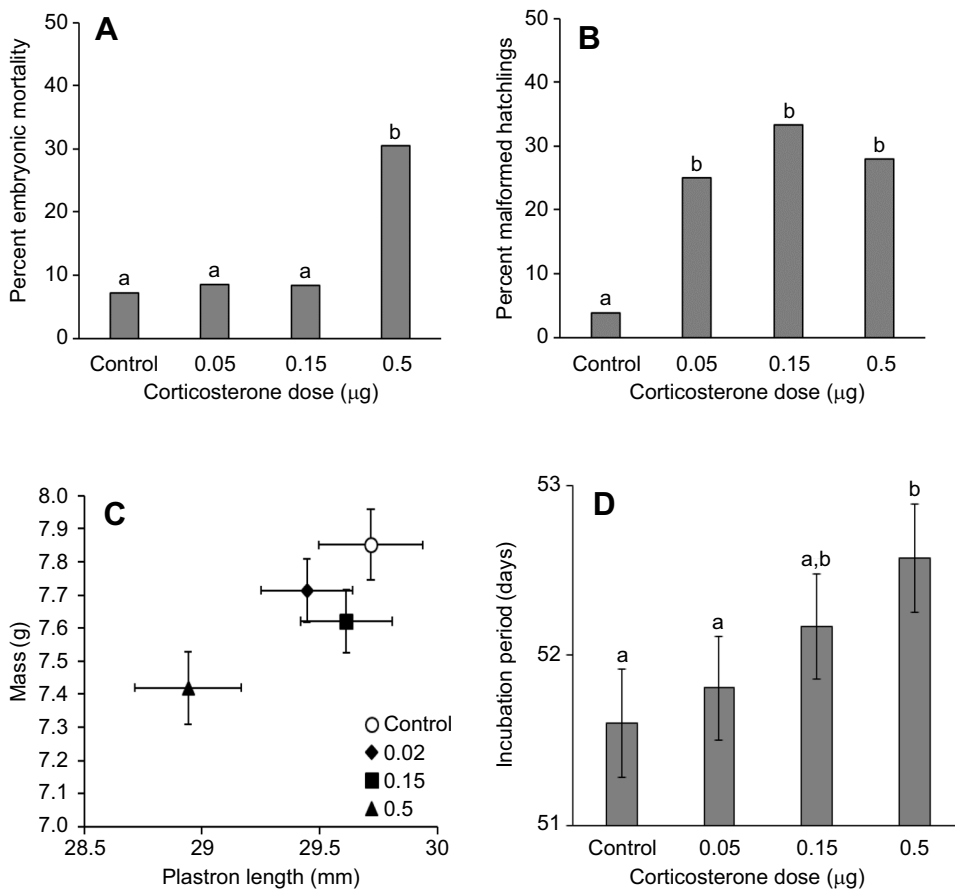 A
Percent embryonic mortality
50
40
30
20
10
0
a
a
a
b
Control 0.05 0.15 0.5
Corticosterone dose (μg)
B
Percent malformed hatchlings
50
40
30
20
10
0
a
b
b
b
Control 0.05 0.15 0.5
Corticosterone dose (μg)
C
Mass (g)
8.0
7.9
7.8
7.7
7.6
7.5
7.4
7.3
7.2
7.1
7.0
Control
0.02
0.15
0.5
28.5 29 29.5 30
Plastron length (mm)
D
Incubation period (days)
53
52
51
a
a
a,b
b
Control 0.05 0.15 0.5
Corticosterone dose (μg)